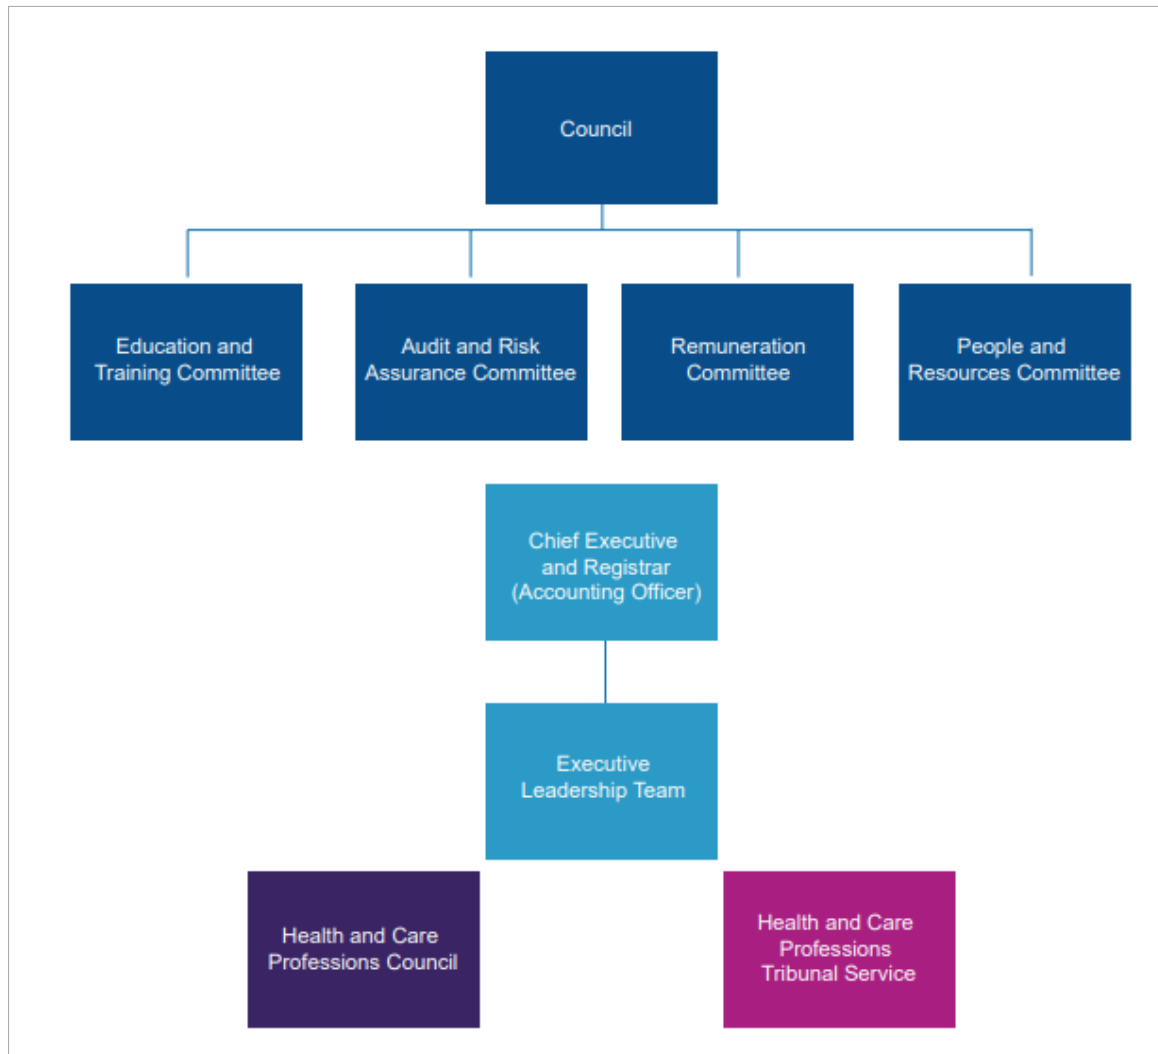 Council
Education and
Training Committee
Audit and Risk
Assurance Committee
Remuneration
Committee
People and
Resources Committee
Chief Executive
and Registrar
(Accounting Officer)
Executive
Leadership Team
Health and Care
Professions Council
Health and Care
Professions
Tribunal Service